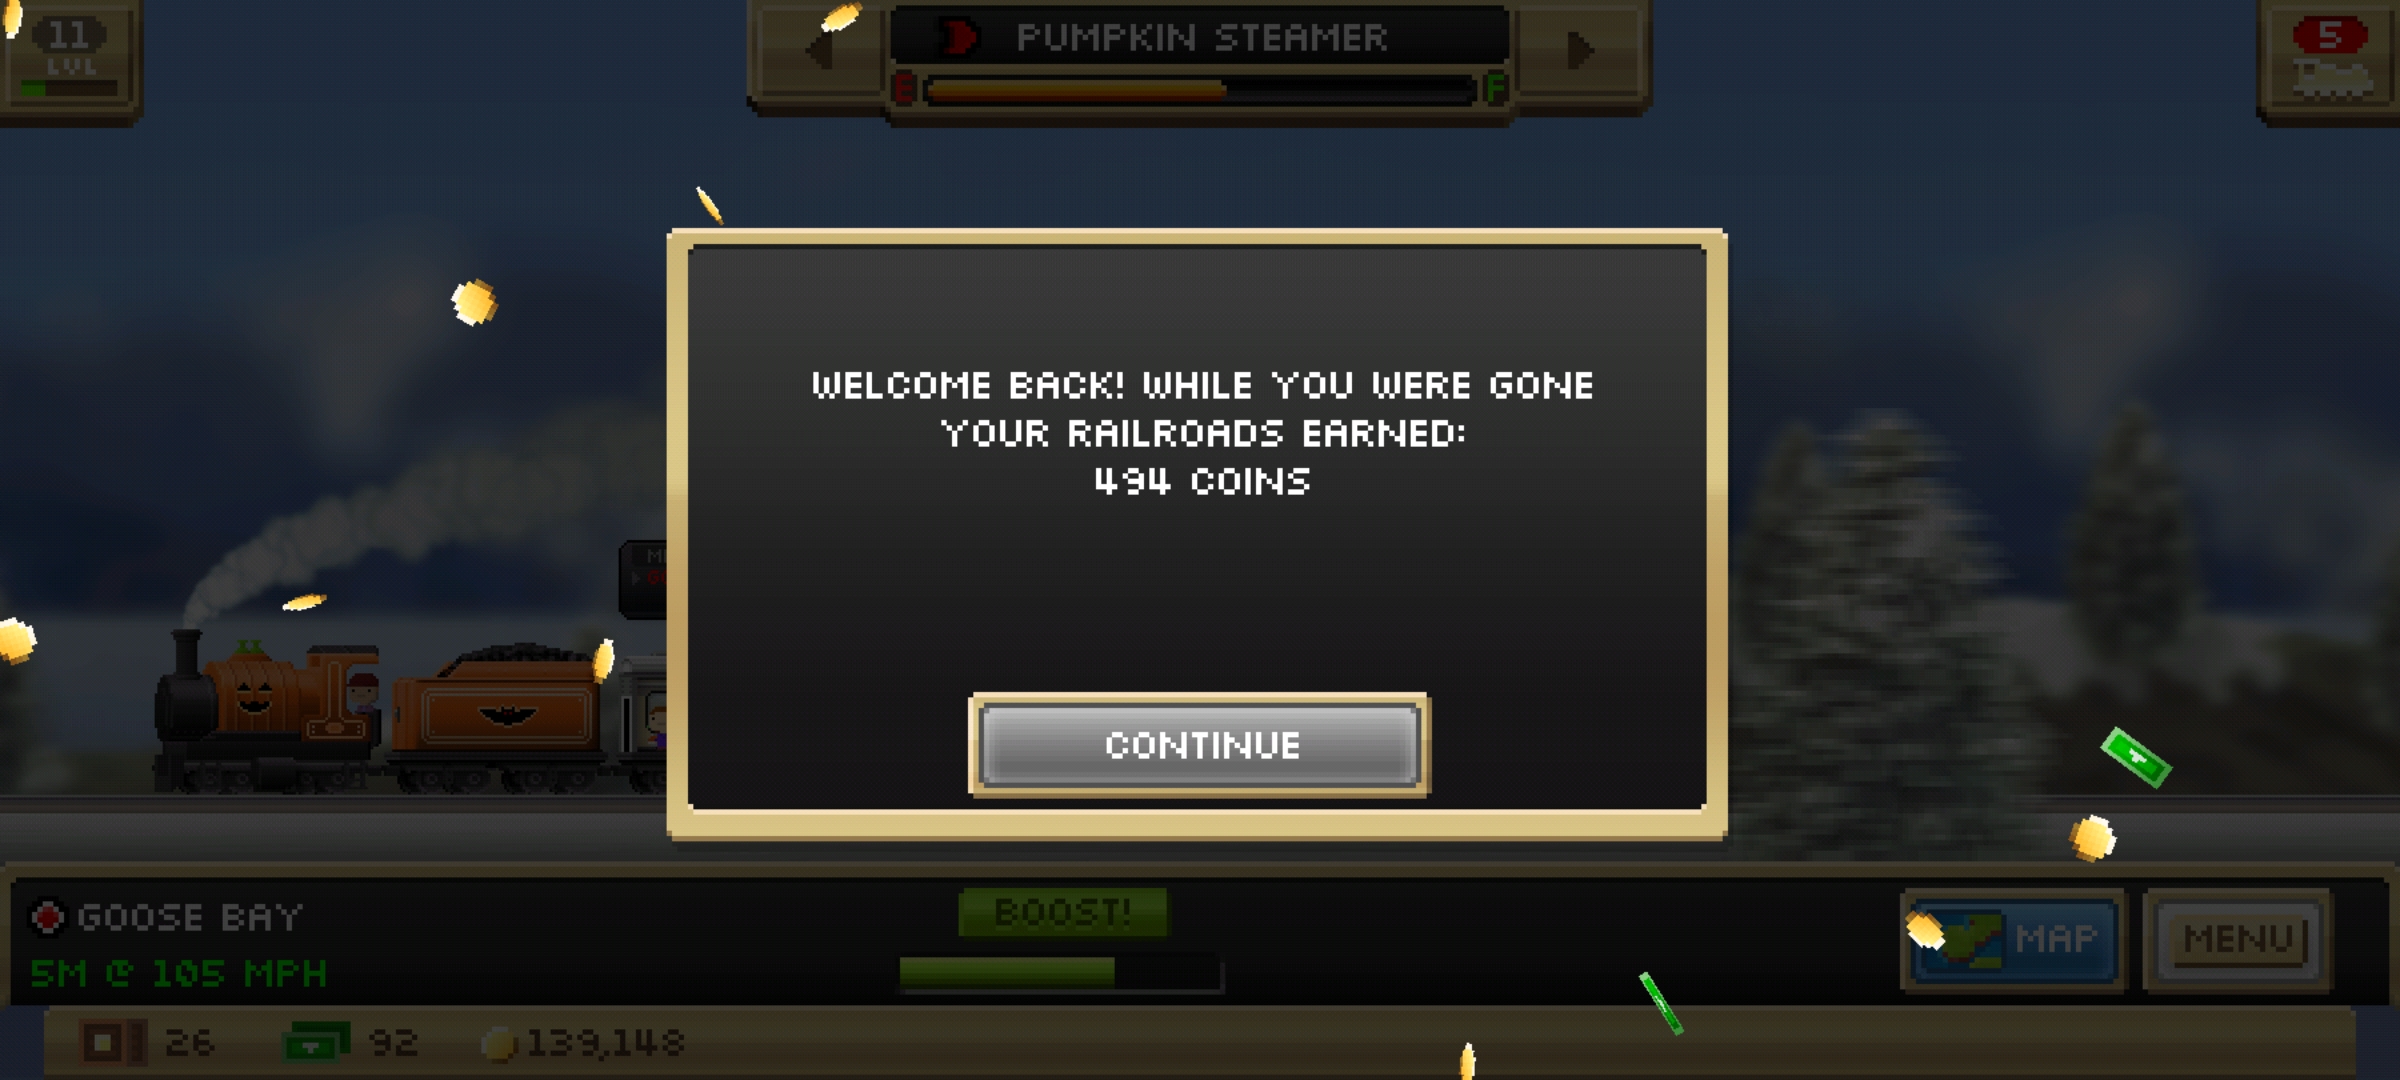 11
LVL
PUMPKIN STEAMER
E F
5
WELCOME BACK! WHILE YOU WERE GONE
YOUR RAILROADS EARNED:
494 COINS
CONTINUE
GOOSE BAY
5M @ 105 MPH
BOOST!
MAP
MENU
26 92 139,148